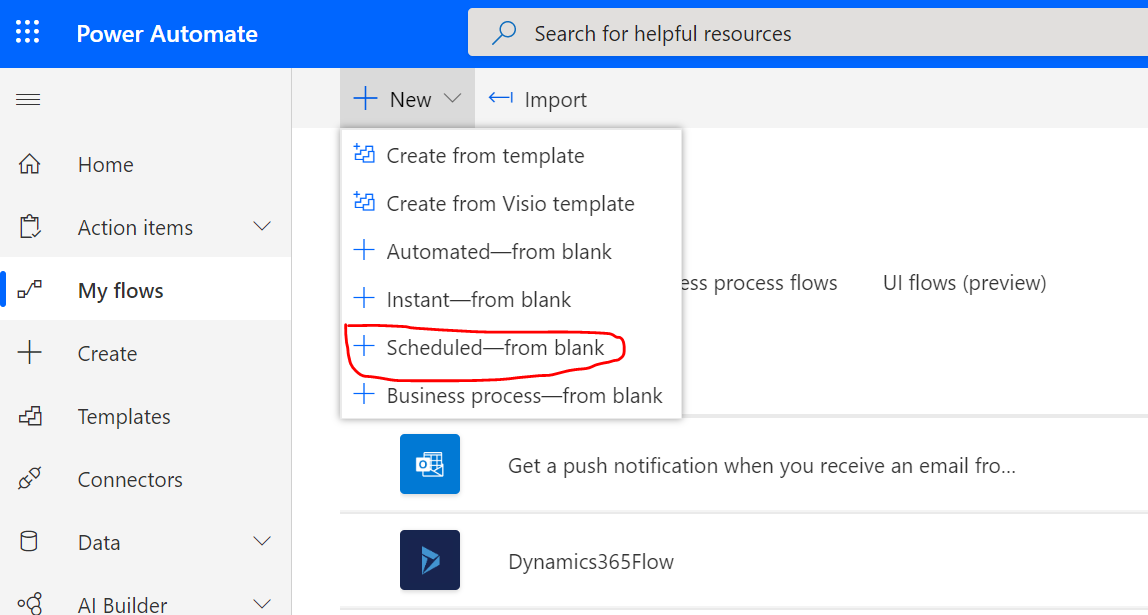 Power Automate
Search for helpful resources
New
Import
Home
Action items
My flows
Create
Templates
Connectors
Data
AI Builder
Create from template
Create from Visio template
Automated—from blank
Instant—from blank
Scheduled—from blank
Business process—from blank
ess process flows
UI flows (preview)
Get a push notification when you receive an email fro...
Dynamics365Flow